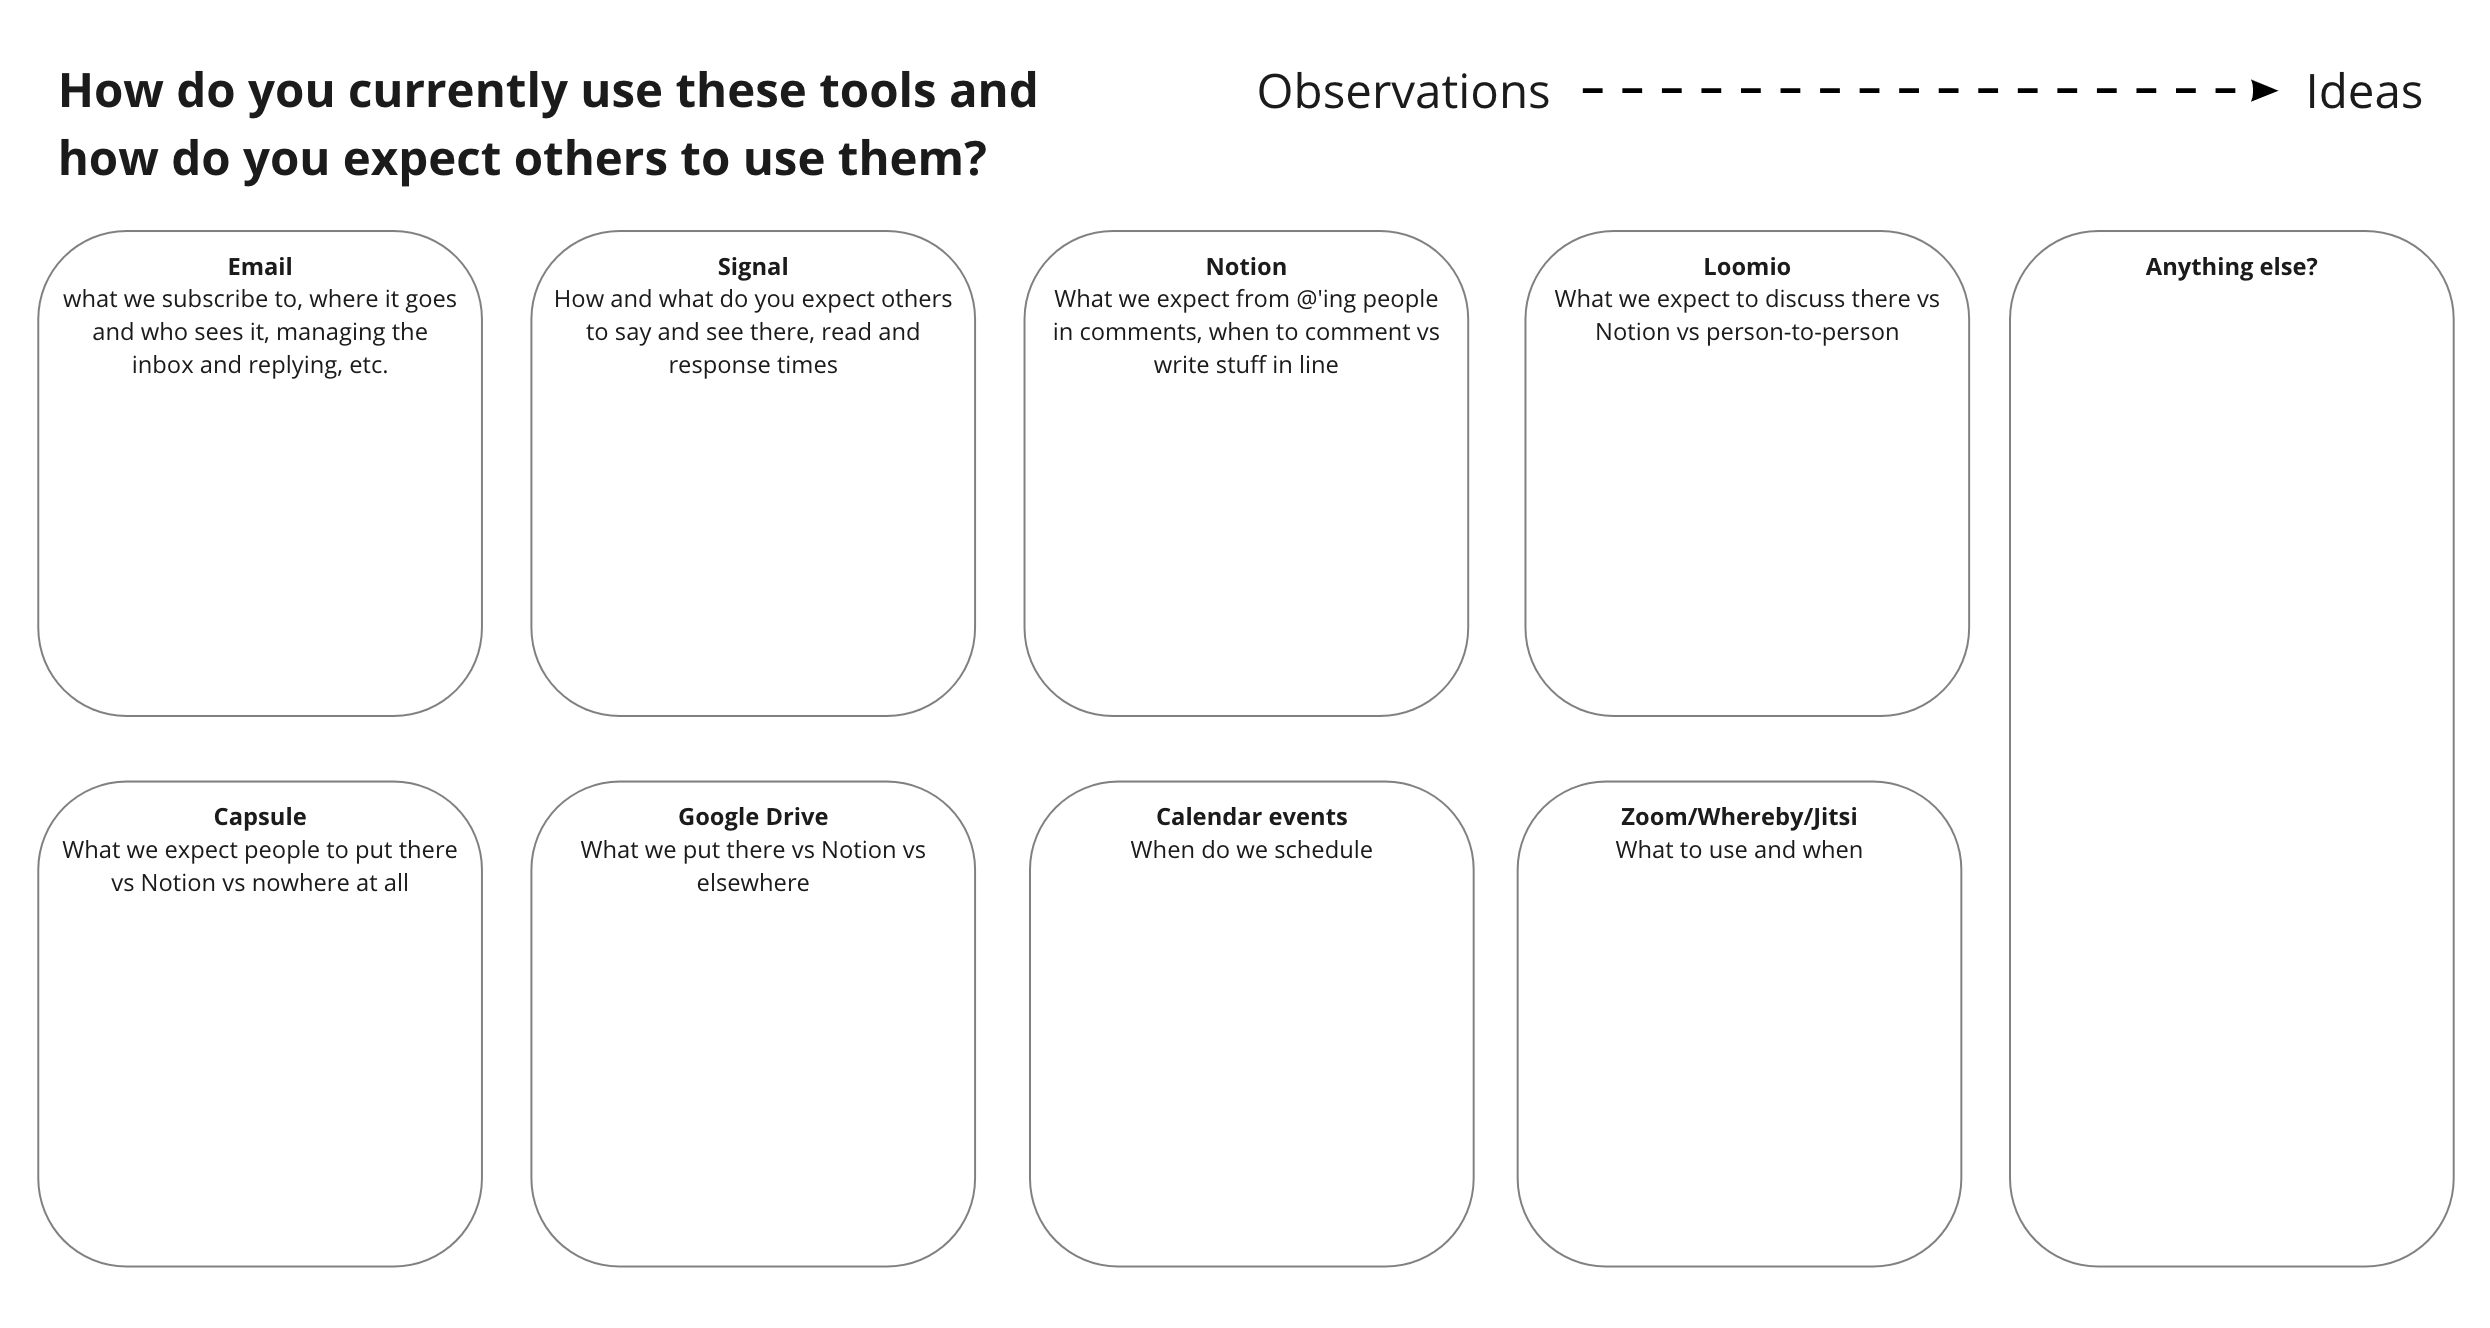 How do you currently use these tools and
how do you expect others to use them?
Observations
Ideas
Email
what we subscribe to, where it goes
and who sees it, managing the
inbox and replying, etc.
Signal
How and what do you expect others
to say and see there, read and
response times
Notion
What we expect from @'ing people
in comments, when to comment vs
write stuff in line
Loomio
What we expect to discuss there vs
Notion vs person-to-person
Anything else?
Capsule
What we expect people to put there
vs Notion vs nowhere at all
Google Drive
What we put there vs Notion vs
elsewhere
Calendar events
When do we schedule
Zoom/Whereby/Jitsi
What to use and when